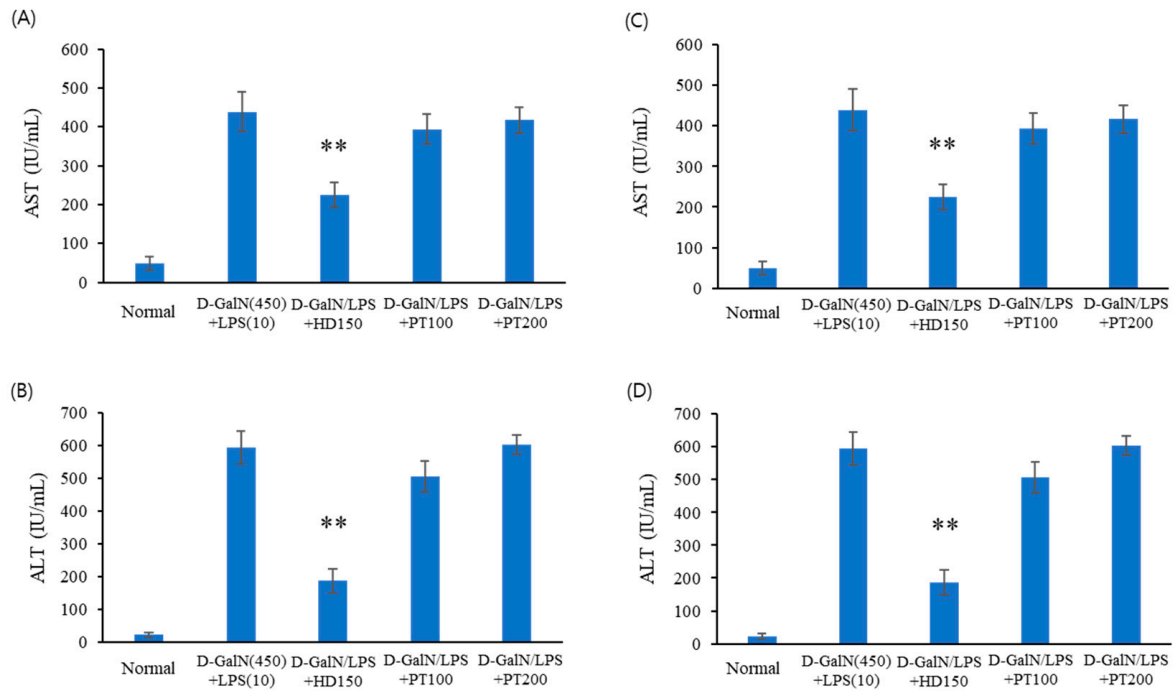 (A)
600
500
400
300
200
100
0
AST (IU/mL)
**
Normal
D-GalN(450)
+LPS(10)
D-GalN/LPS
+HD150
D-GalN/LPS
+PT100
D-GalN/LPS
+PT200
(C)
600
500
400
300
200
100
0
AST (IU/mL)
**
Normal
D-GalN(450)
+LPS(10)
D-GalN/LPS
+HD150
D-GalN/LPS
+PT100
D-GalN/LPS
+PT200
(B)
700
600
500
400
300
200
100
0
ALT (IU/mL)
**
Normal
D-GalN(450)
+LPS(10)
D-GalN/LPS
+HD150
D-GalN/LPS
+PT100
D-GalN/LPS
+PT200
(D)
700
600
500
400
300
200
100
0
ALT (IU/mL)
**
Normal
D-GalN(450)
+LPS(10)
D-GalN/LPS
+HD150
D-GalN/LPS
+PT100
D-GalN/LPS
+PT200